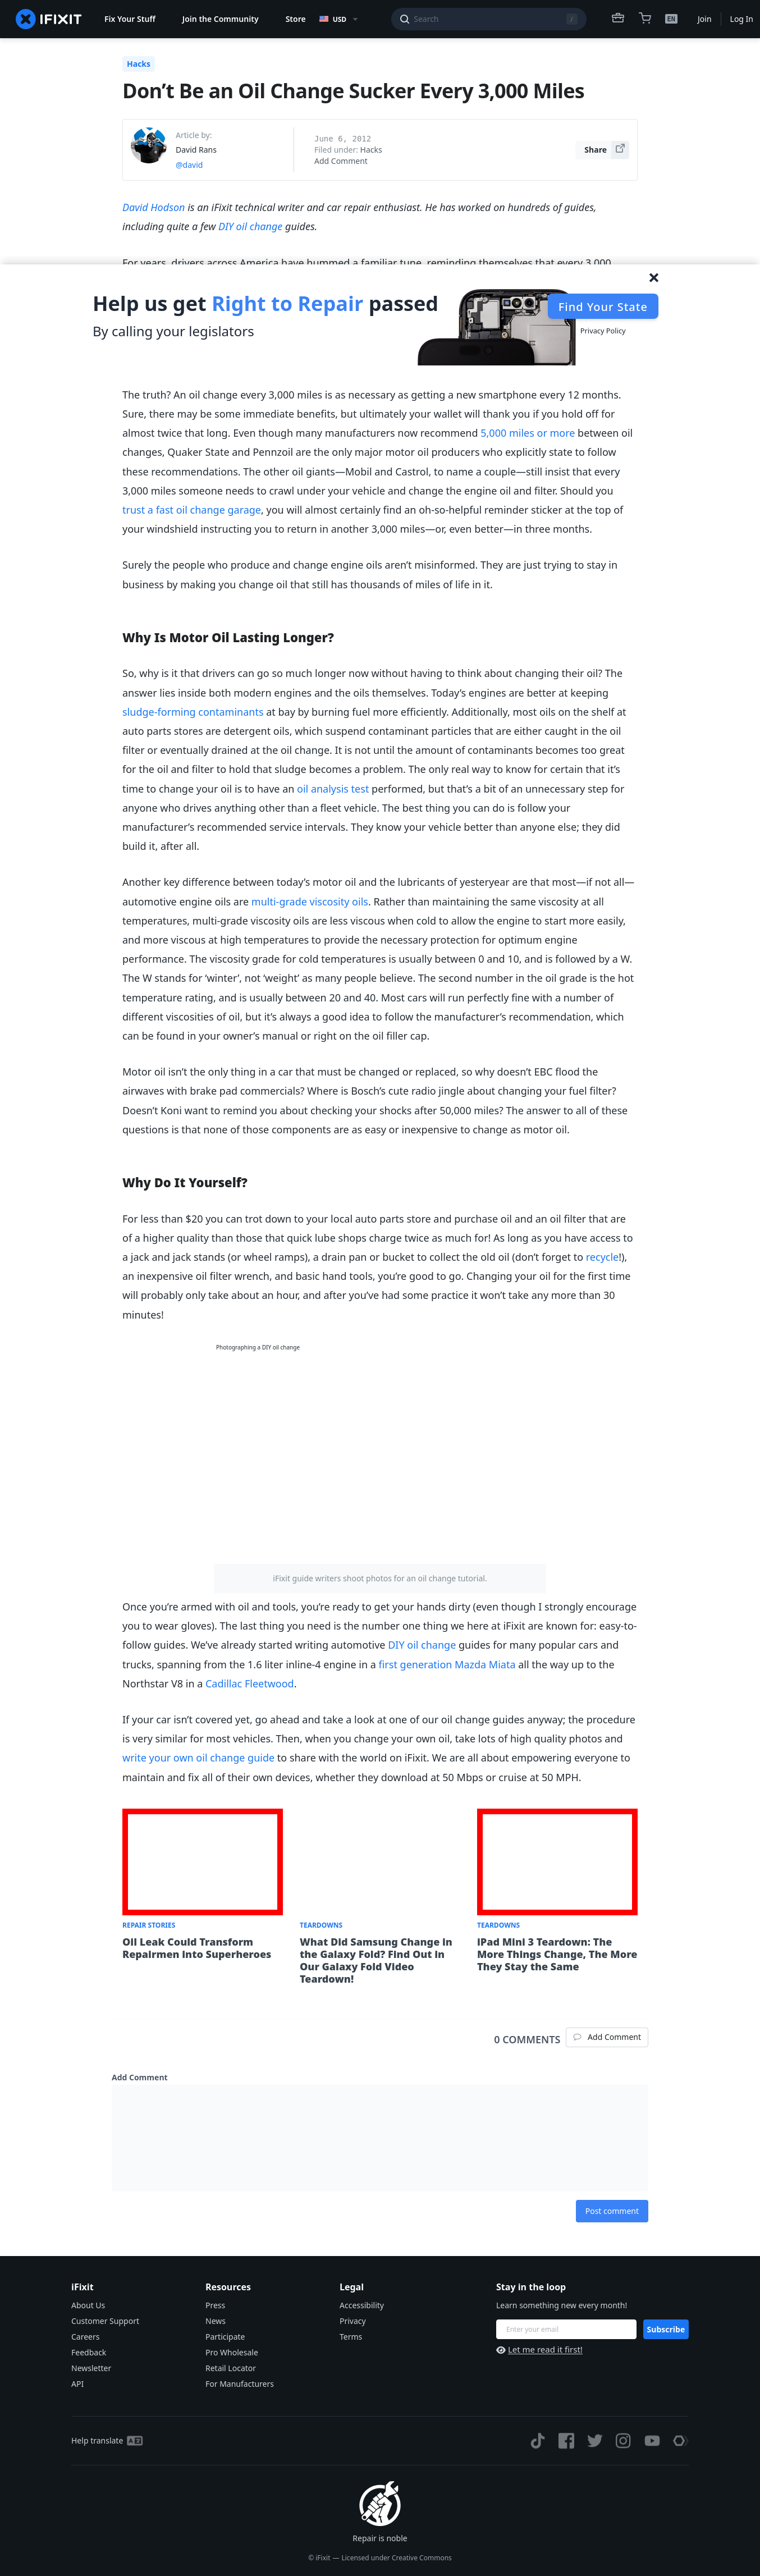 IFIXIT
Fix Your Stuff
Join the Community
Store
USD
Search
/
EN
Join
Log In
Hacks
Don’t Be an Oil Change Sucker Every 3,000 Miles
Article by:
David Rans
@david
June 6, 2012
Filed under: Hacks
Add Comment
Share
David Hodson is an iFixit technical writer and car repair enthusiast. He has worked on hundreds of guides,
including quite a few DIY oil change guides.
For years, drivers across America have hummed a familiar tune, reminding themselves that every 3,000
Help us get Right to Repair passed
By calling your legislators
Find Your State
Privacy Policy
The truth? An oil change every 3,000 miles is as necessary as getting a new smartphone every 12 months.
Sure, there may be some immediate benefits, but ultimately your wallet will thank you if you hold off for
almost twice that long. Even though many manufacturers now recommend 5,000 miles or more between oil
changes, Quaker State and Pennzoil are the only major motor oil producers who explicitly state to follow
these recommendations. The other oil giants—Mobil and Castrol, to name a couple—still insist that every
3,000 miles someone needs to crawl under your vehicle and change the engine oil and filter. Should you
trust a fast oil change garage, you will almost certainly find an oh-so-helpful reminder sticker at the top of
your windshield instructing you to return in another 3,000 miles—or, even better—in three months.
Surely the people who produce and change engine oils aren’t misinformed. They are just trying to stay in
business by making you change oil that still has thousands of miles of life in it.
Why Is Motor Oil Lasting Longer?
So, why is it that drivers can go so much longer now without having to think about changing their oil? The
answer lies inside both modern engines and the oils themselves. Today’s engines are better at keeping
sludge-forming contaminants at bay by burning fuel more efficiently. Additionally, most oils on the shelf at
auto parts stores are detergent oils, which suspend contaminant particles that are either caught in the oil
filter or eventually drained at the oil change. It is not until the amount of contaminants becomes too great
for the oil and filter to hold that sludge becomes a problem. The only real way to know for certain that it’s
time to change your oil is to have an oil analysis test performed, but that’s a bit of an unnecessary step for
anyone who drives anything other than a fleet vehicle. The best thing you can do is follow your
manufacturer’s recommended service intervals. They know your vehicle better than anyone else; they did
build it, after all.
Another key difference between today’s motor oil and the lubricants of yesteryear are that most—if not all—
automotive engine oils are multi-grade viscosity oils. Rather than maintaining the same viscosity at all
temperatures, multi-grade viscosity oils are less viscous when cold to allow the engine to start more easily,
and more viscous at high temperatures to provide the necessary protection for optimum engine
performance. The viscosity grade for cold temperatures is usually between 0 and 10, and is followed by a W.
The W stands for ‘winter’, not ‘weight’ as many people believe. The second number in the oil grade is the hot
temperature rating, and is usually between 20 and 40. Most cars will run perfectly fine with a number of
different viscosities of oil, but it’s always a good idea to follow the manufacturer’s recommendation, which
can be found in your owner’s manual or right on the oil filler cap.
Motor oil isn’t the only thing in a car that must be changed or replaced, so why doesn’t EBC flood the
airwaves with brake pad commercials? Where is Bosch’s cute radio jingle about changing your fuel filter?
Doesn’t Koni want to remind you about checking your shocks after 50,000 miles? The answer to all of these
questions is that none of those components are as easy or inexpensive to change as motor oil.
Why Do It Yourself?
For less than $20 you can trot down to your local auto parts store and purchase oil and an oil filter that are
of a higher quality than those that quick lube shops charge twice as much for! As long as you have access to
a jack and jack stands (or wheel ramps), a drain pan or bucket to collect the old oil (don’t forget to recycle!),
an inexpensive oil filter wrench, and basic hand tools, you’re good to go. Changing your oil for the first time
will probably only take about an hour, and after you’ve had some practice it won’t take any more than 30
minutes!
Photographing a DIY oil change
iFixit guide writers shoot photos for an oil change tutorial.
Once you’re armed with oil and tools, you’re ready to get your hands dirty (even though I strongly encourage
you to wear gloves). The last thing you need is the number one thing we here at iFixit are known for: easy-to-
follow guides. We’ve already started writing automotive DIY oil change guides for many popular cars and
trucks, spanning from the 1.6 liter inline-4 engine in a first generation Mazda Miata all the way up to the
Northstar V8 in a Cadillac Fleetwood.
If your car isn’t covered yet, go ahead and take a look at one of our oil change guides anyway; the procedure
is very similar for most vehicles. Then, when you change your own oil, take lots of high quality photos and
write your own oil change guide to share with the world on iFixit. We are all about empowering everyone to
maintain and fix all of their own devices, whether they download at 50 Mbps or cruise at 50 MPH.
REPAIR STORIES
Oil Leak Could Transform
Repairmen into Superheroes
TEARDOWNS
What Did Samsung Change in
the Galaxy Fold? Find Out in
Our Galaxy Fold Video
Teardown!
TEARDOWNS
iPad Mini 3 Teardown: The
More Things Change, The More
They Stay the Same
0 COMMENTS
Add Comment
Add Comment
Post comment
iFixit
About Us
Customer Support
Careers
Feedback
Newsletter
API
Resources
Press
News
Participate
Pro Wholesale
Retail Locator
For Manufacturers
Legal
Accessibility
Privacy
Terms
Stay in the loop
Learn something new every month!
Enter your email
Subscribe
Let me read it first!
Help translate
Repair is noble
© iFixit — Licensed under Creative Commons